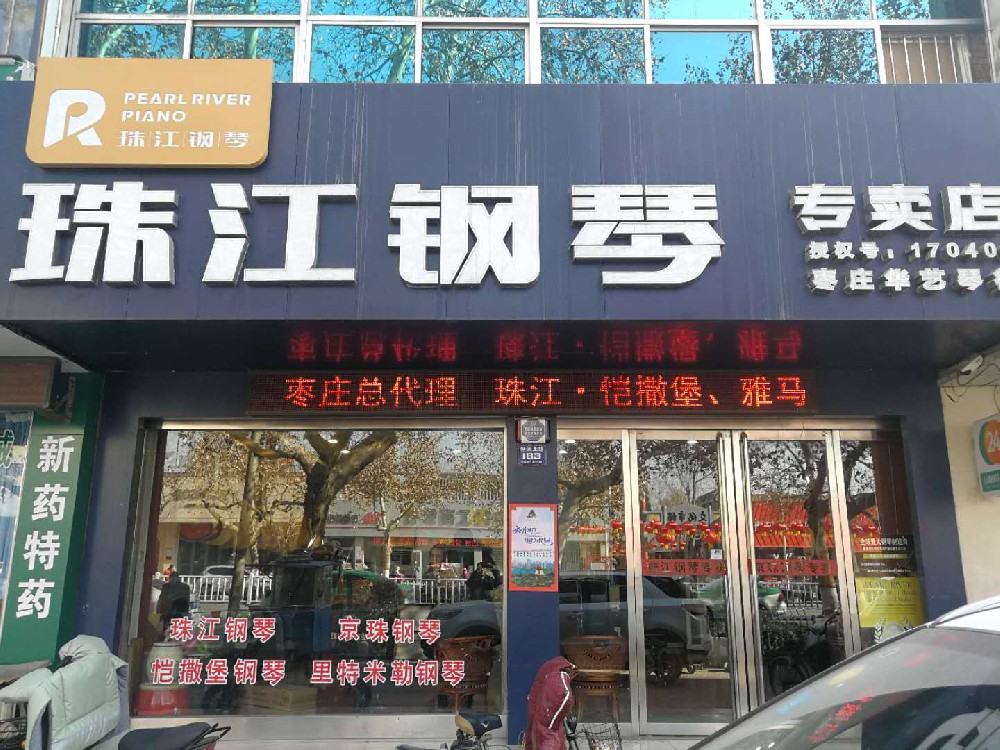 PEARL RIVER
PIANO
珠江钢琴
珠江钢琴
专卖店
授权号：17040
枣庄华艺琴
枣庄总代理 珠江·恺撒堡、雅马
183
新药特药
珠江钢琴 京珠钢琴
恺撒堡钢琴 里特米勒钢琴